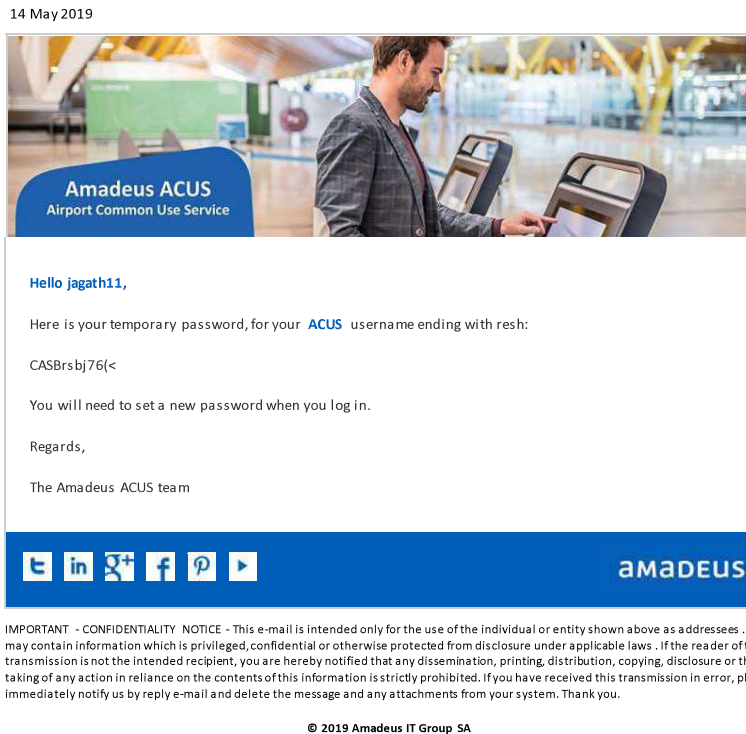 14 May 2019
Amadeus ACUS
Airport Common Use Service
Hello jagath11,
Here is your temporary password, for your ACUS username ending with resh:
CASBrsbj76(<
You will need to set a new password when you log in.
Regards,
The Amadeus ACUS team
amadeus
IMPORTANT - CONFIDENTIALITY NOTICE - This e-mail is intended only for the use of the individual or entity shown above as addressees .
may contain information which is privileged, confidential or otherwise protected from disclosure under applicable laws . If the reader of
transmission is not the intended recipient, you are hereby notified that any dissemination, printing, distribution, copying, disclosure or
taking of any action in reliance on the contents of this information is strictly prohibited. If you have received this transmission in error,
immediately notify us by reply e-mail and delete the message and any attachments from your system. Thank you.
© 2019 Amadeus IT Group SA